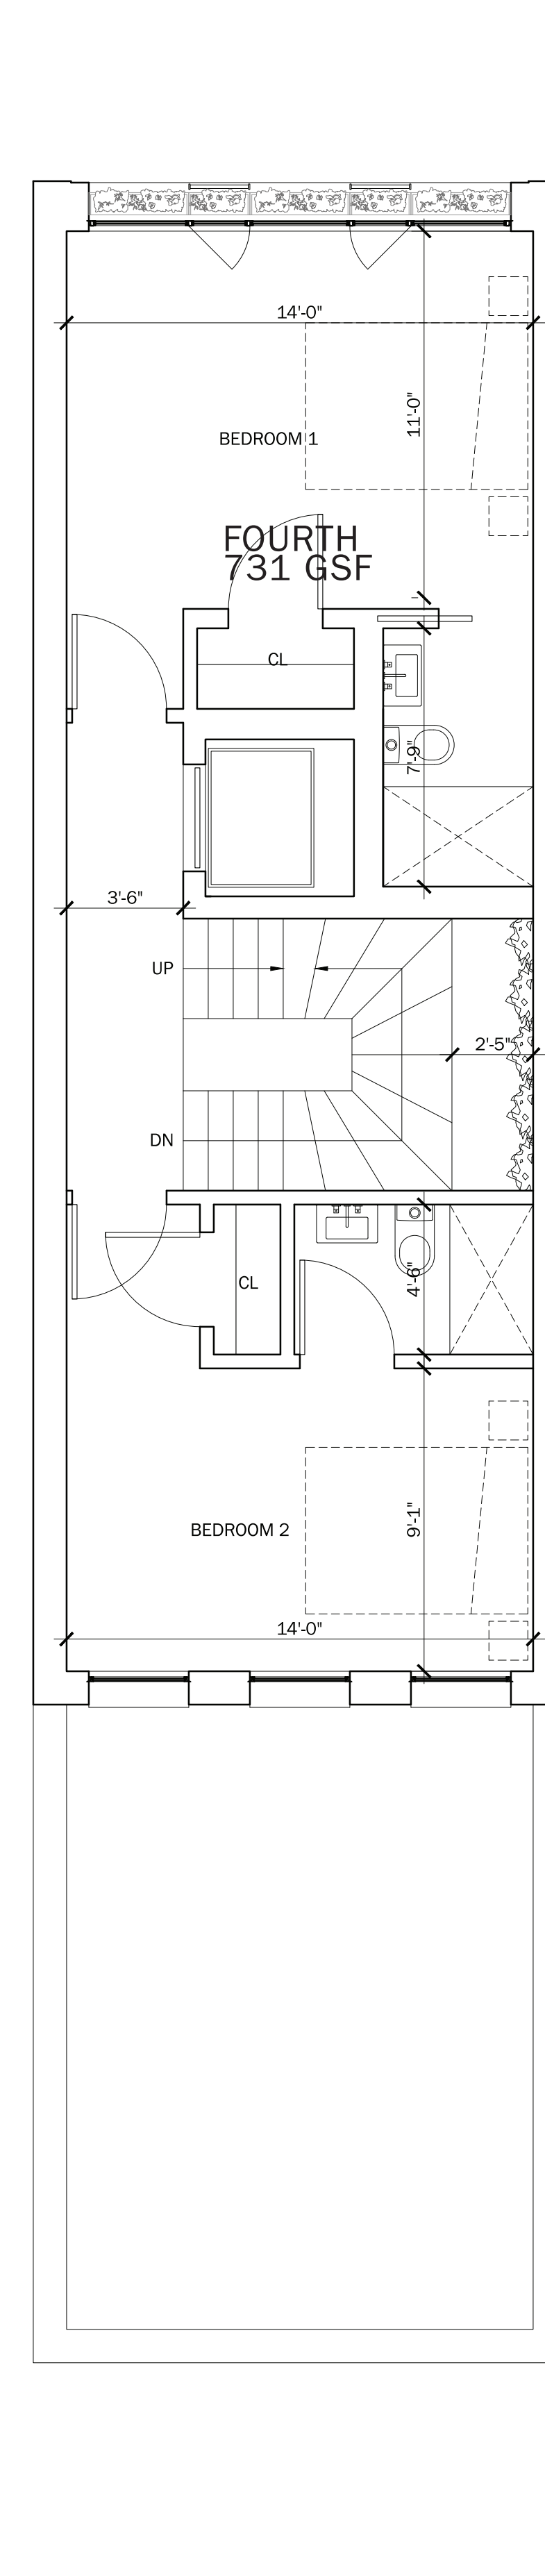 14'-0"
11'-0"
BEDROOM 1
FOURTH
731 GSF
CL
7'-9"
3'-6"
UP
2'-5"
DN
4'-6"
CL
9'-1"
BEDROOM 2
14'-0"